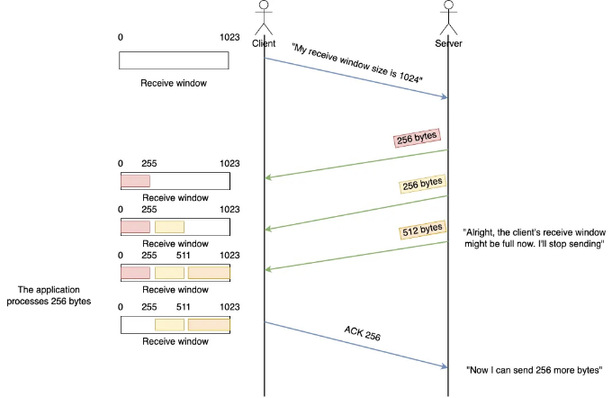 Client
Server
0 1023
Receive window
"My receive window size is 1024"
256 bytes
0 255 1023
Receive window
256 bytes
0 255 1023
Receive window
512 bytes
"Alright, the client's receive window
might be full now. I'll stop sending"
0 255 511 1023
Receive window
The application
processes 256 bytes
0 255 511 1023
Receive window
ACK 256
"Now I can send 256 more bytes"